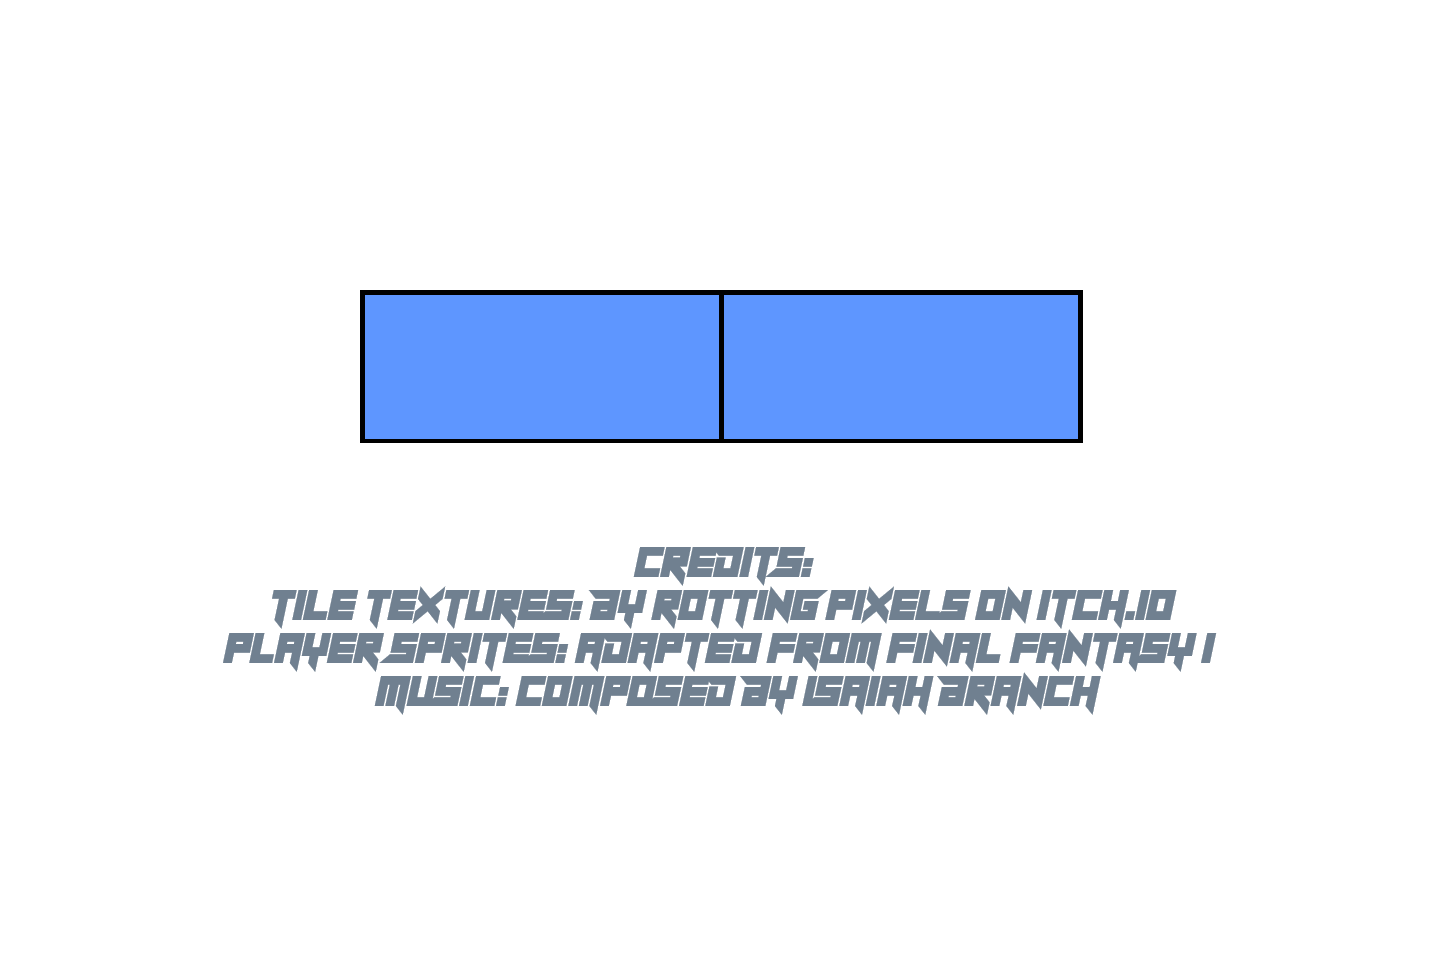 CREDITS:
TILE TEXTURES: BY ROTTING PIXELS ON ITCH.IO
PLAYER SPRITES: ADAPTED FROM FINAL FANTASY I
MUSIC: COMPOSED BY ISAIAH BRANCH